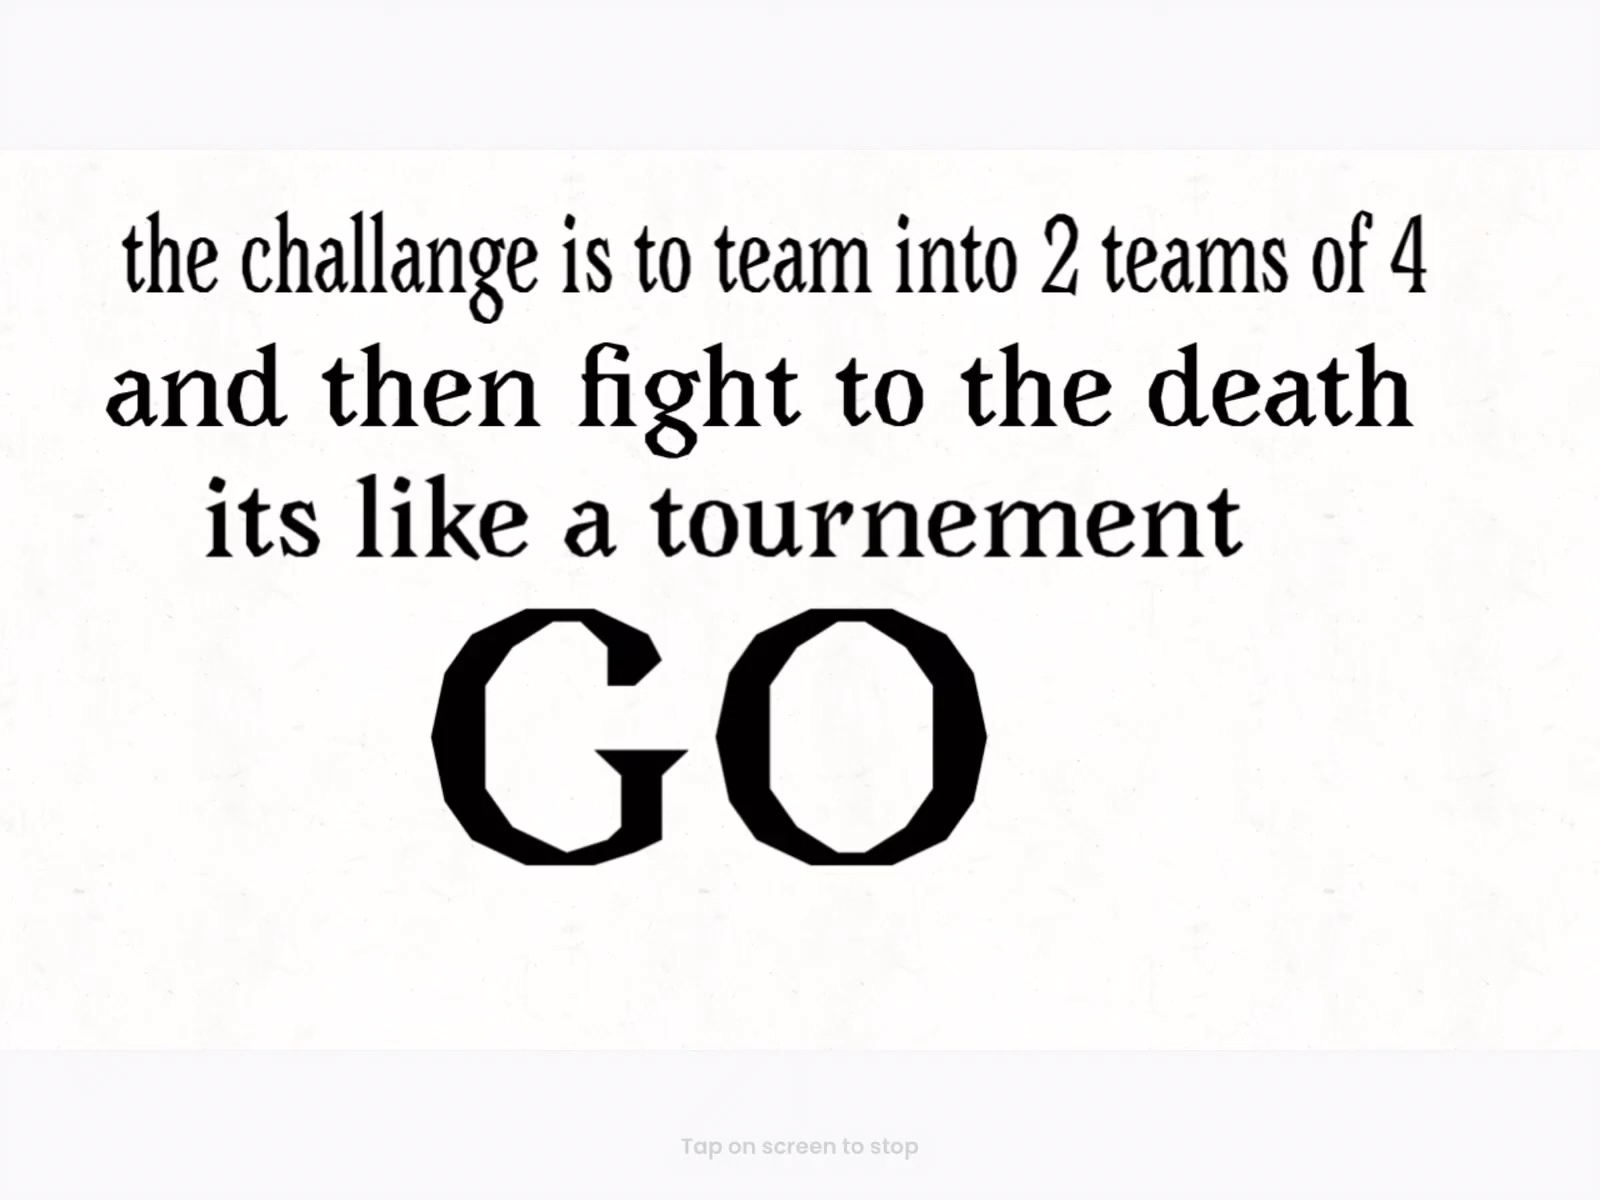 the challange is to team into 2 teams of 4
and then fight to the death
its like a tournement
GO
Tap on screen to stop